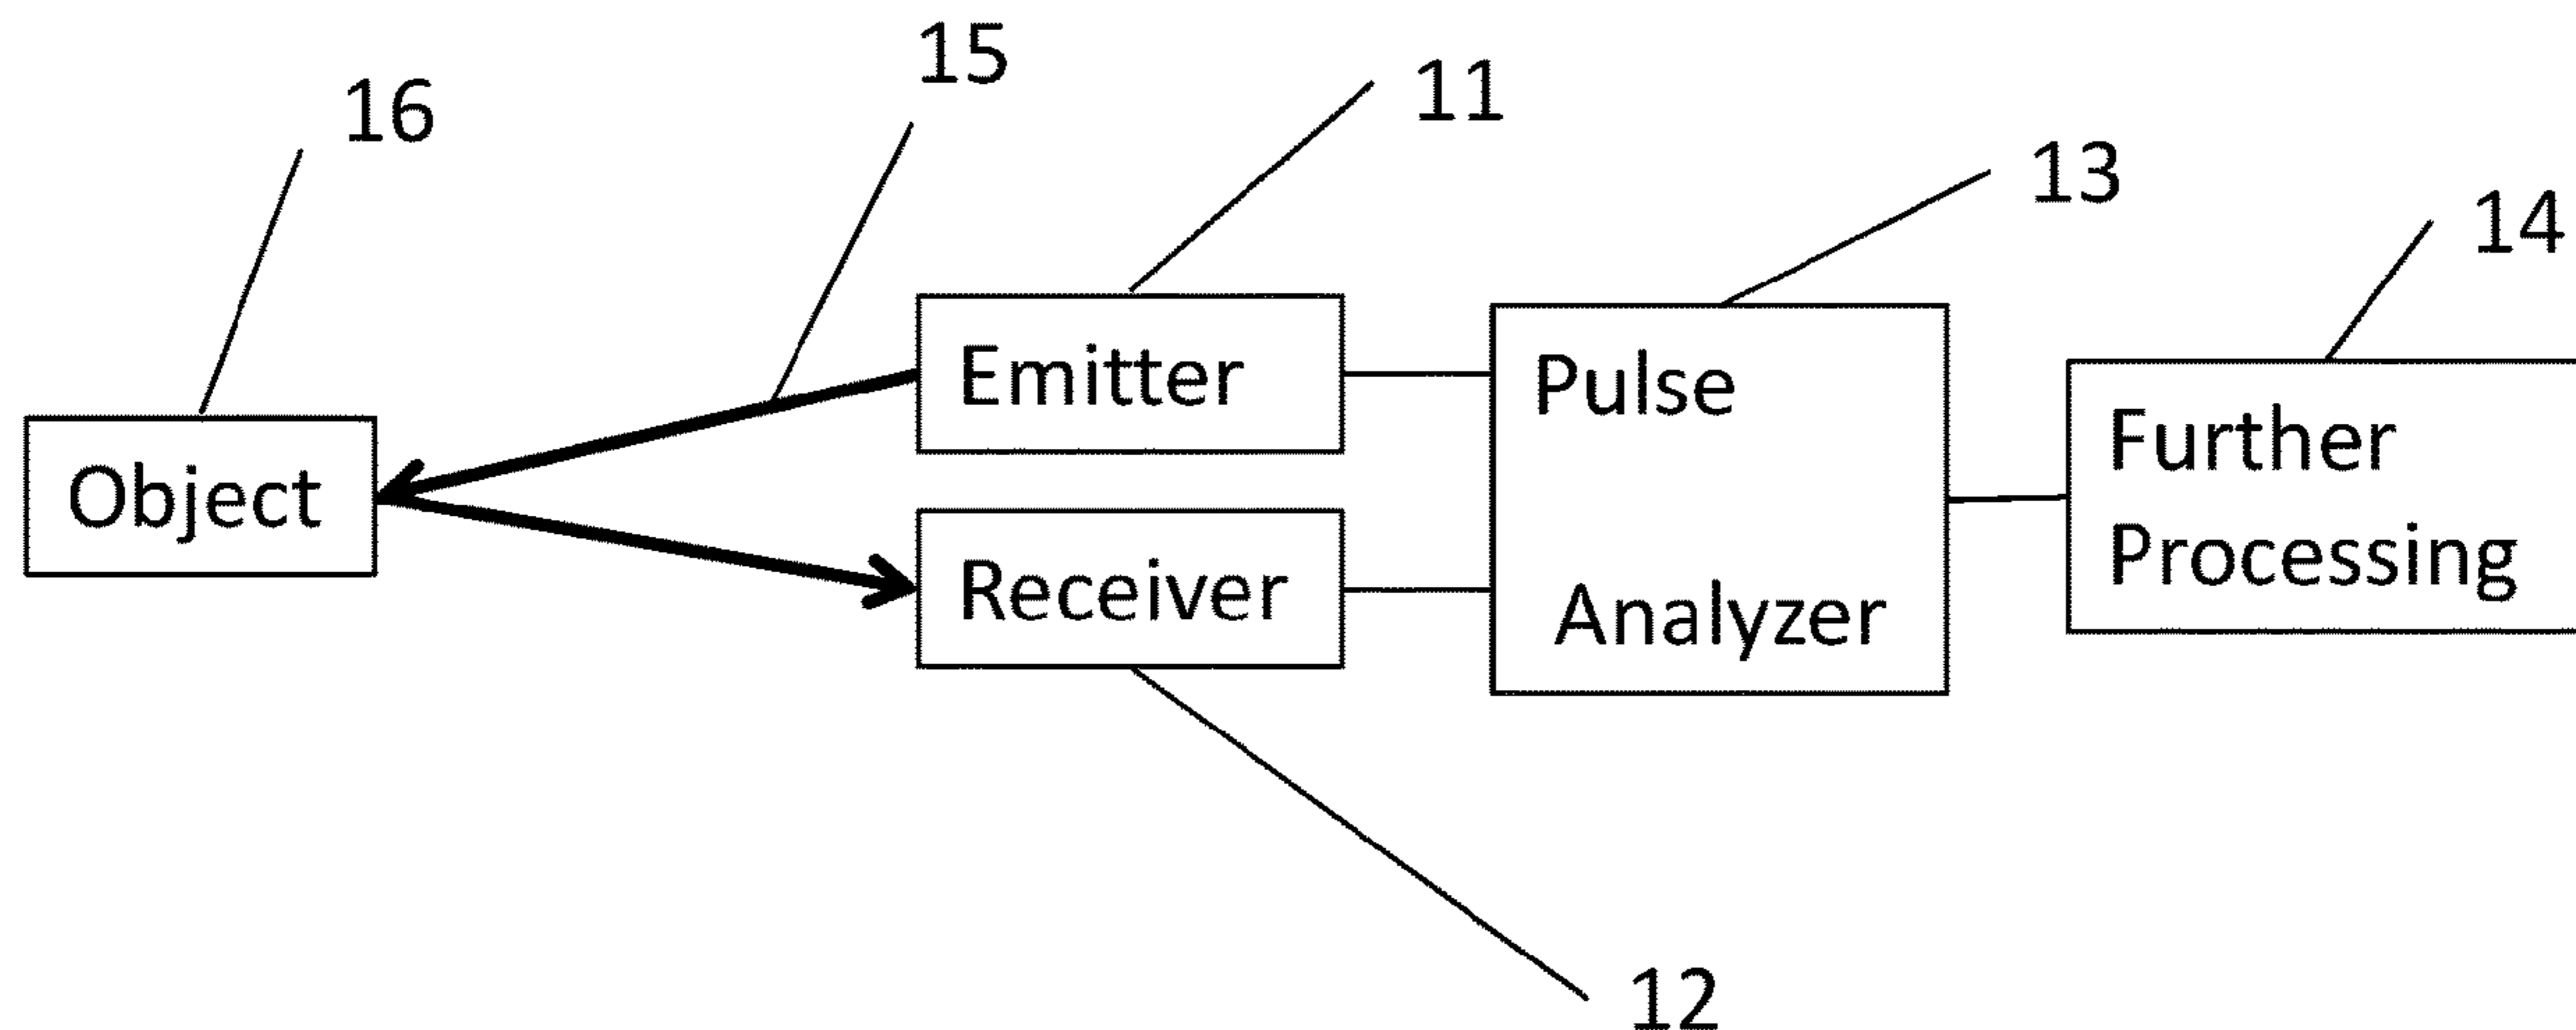 15
11
16
13
14
Emitter
Pulse
Further
Object
Processing
Receiver
Analyzer
12